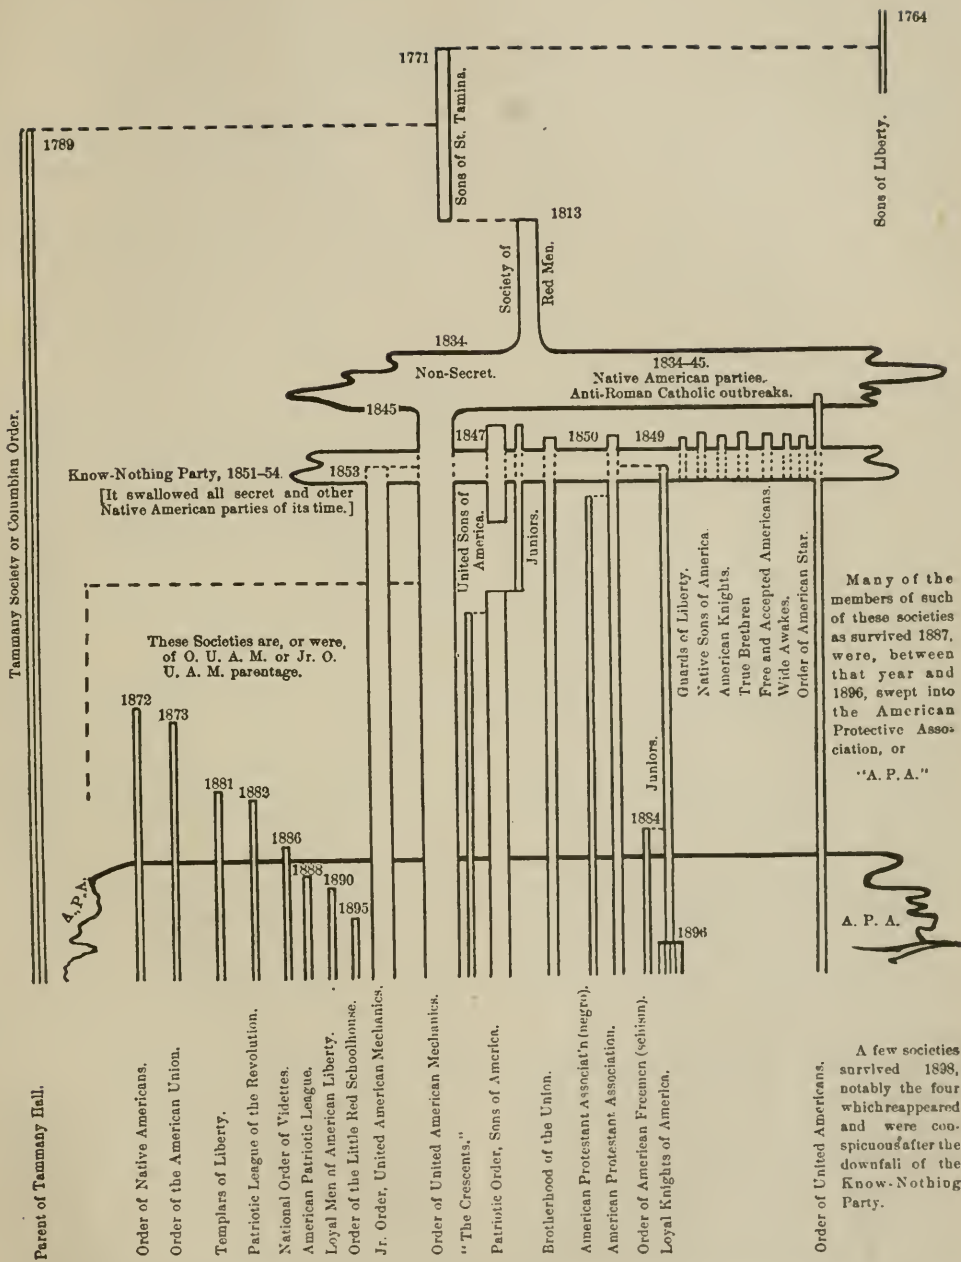 1764
1771
Sons of St. Tamina.
Sons of Liberty.
1789
Tammany Society or Columbian Order.
1813
Society of
Red Men.
1834
Non-Secret.
1834–45.
Native American parties.
Anti-Roman Catholic outbreaks.
1845
1847
1850
1849
Know-Nothing Party, 1851–54.
[It swallowed all secret and other
Native American parties of its time.]
1853
United Sons of
America.
Juniors.
Guards of Liberty.
Native Sons of America.
American Knights.
True Brethren
Free and Accepted Americans.
Wide Awakes.
Order of American Star.
Many of the
members of such
of these societies
as survived 1887,
were, between
that year and
1896, swept into
the American
Protective Asso-
ciation, or
"A. P. A."
These Societies are, or were,
of O. U. A. M. or Jr. O.
U. A. M. parentage.
1872
1873
1881
1883
1886
1888
1890
1895
Juniors.
1884
1896
A. P. A.
A. P. A.
Parent of Tammany Hall.
Order of Native Americans.
Order of the American Union.
Templars of Liberty.
Patriotic League of the Revolution.
National Order of Videttes.
American Patriotic League.
Loyal Men of American Liberty.
Order of the Little Red Schoolhouse.
Jr. Order, United American Mechanics.
Order of United American Mechanics.
"The Crescents."
Patriotic Order, Sons of America.
Brotherhood of the Union.
American Protestant Associat'n (negro).
American Protestant Association.
Order of American Freemen (schism).
Loyal Knights of America.
Order of United Americans.
A few societies
survived 1898,
notably the four
which reappeared
and were con-
spicuous after the
downfall of the
Know-Nothing
Party.